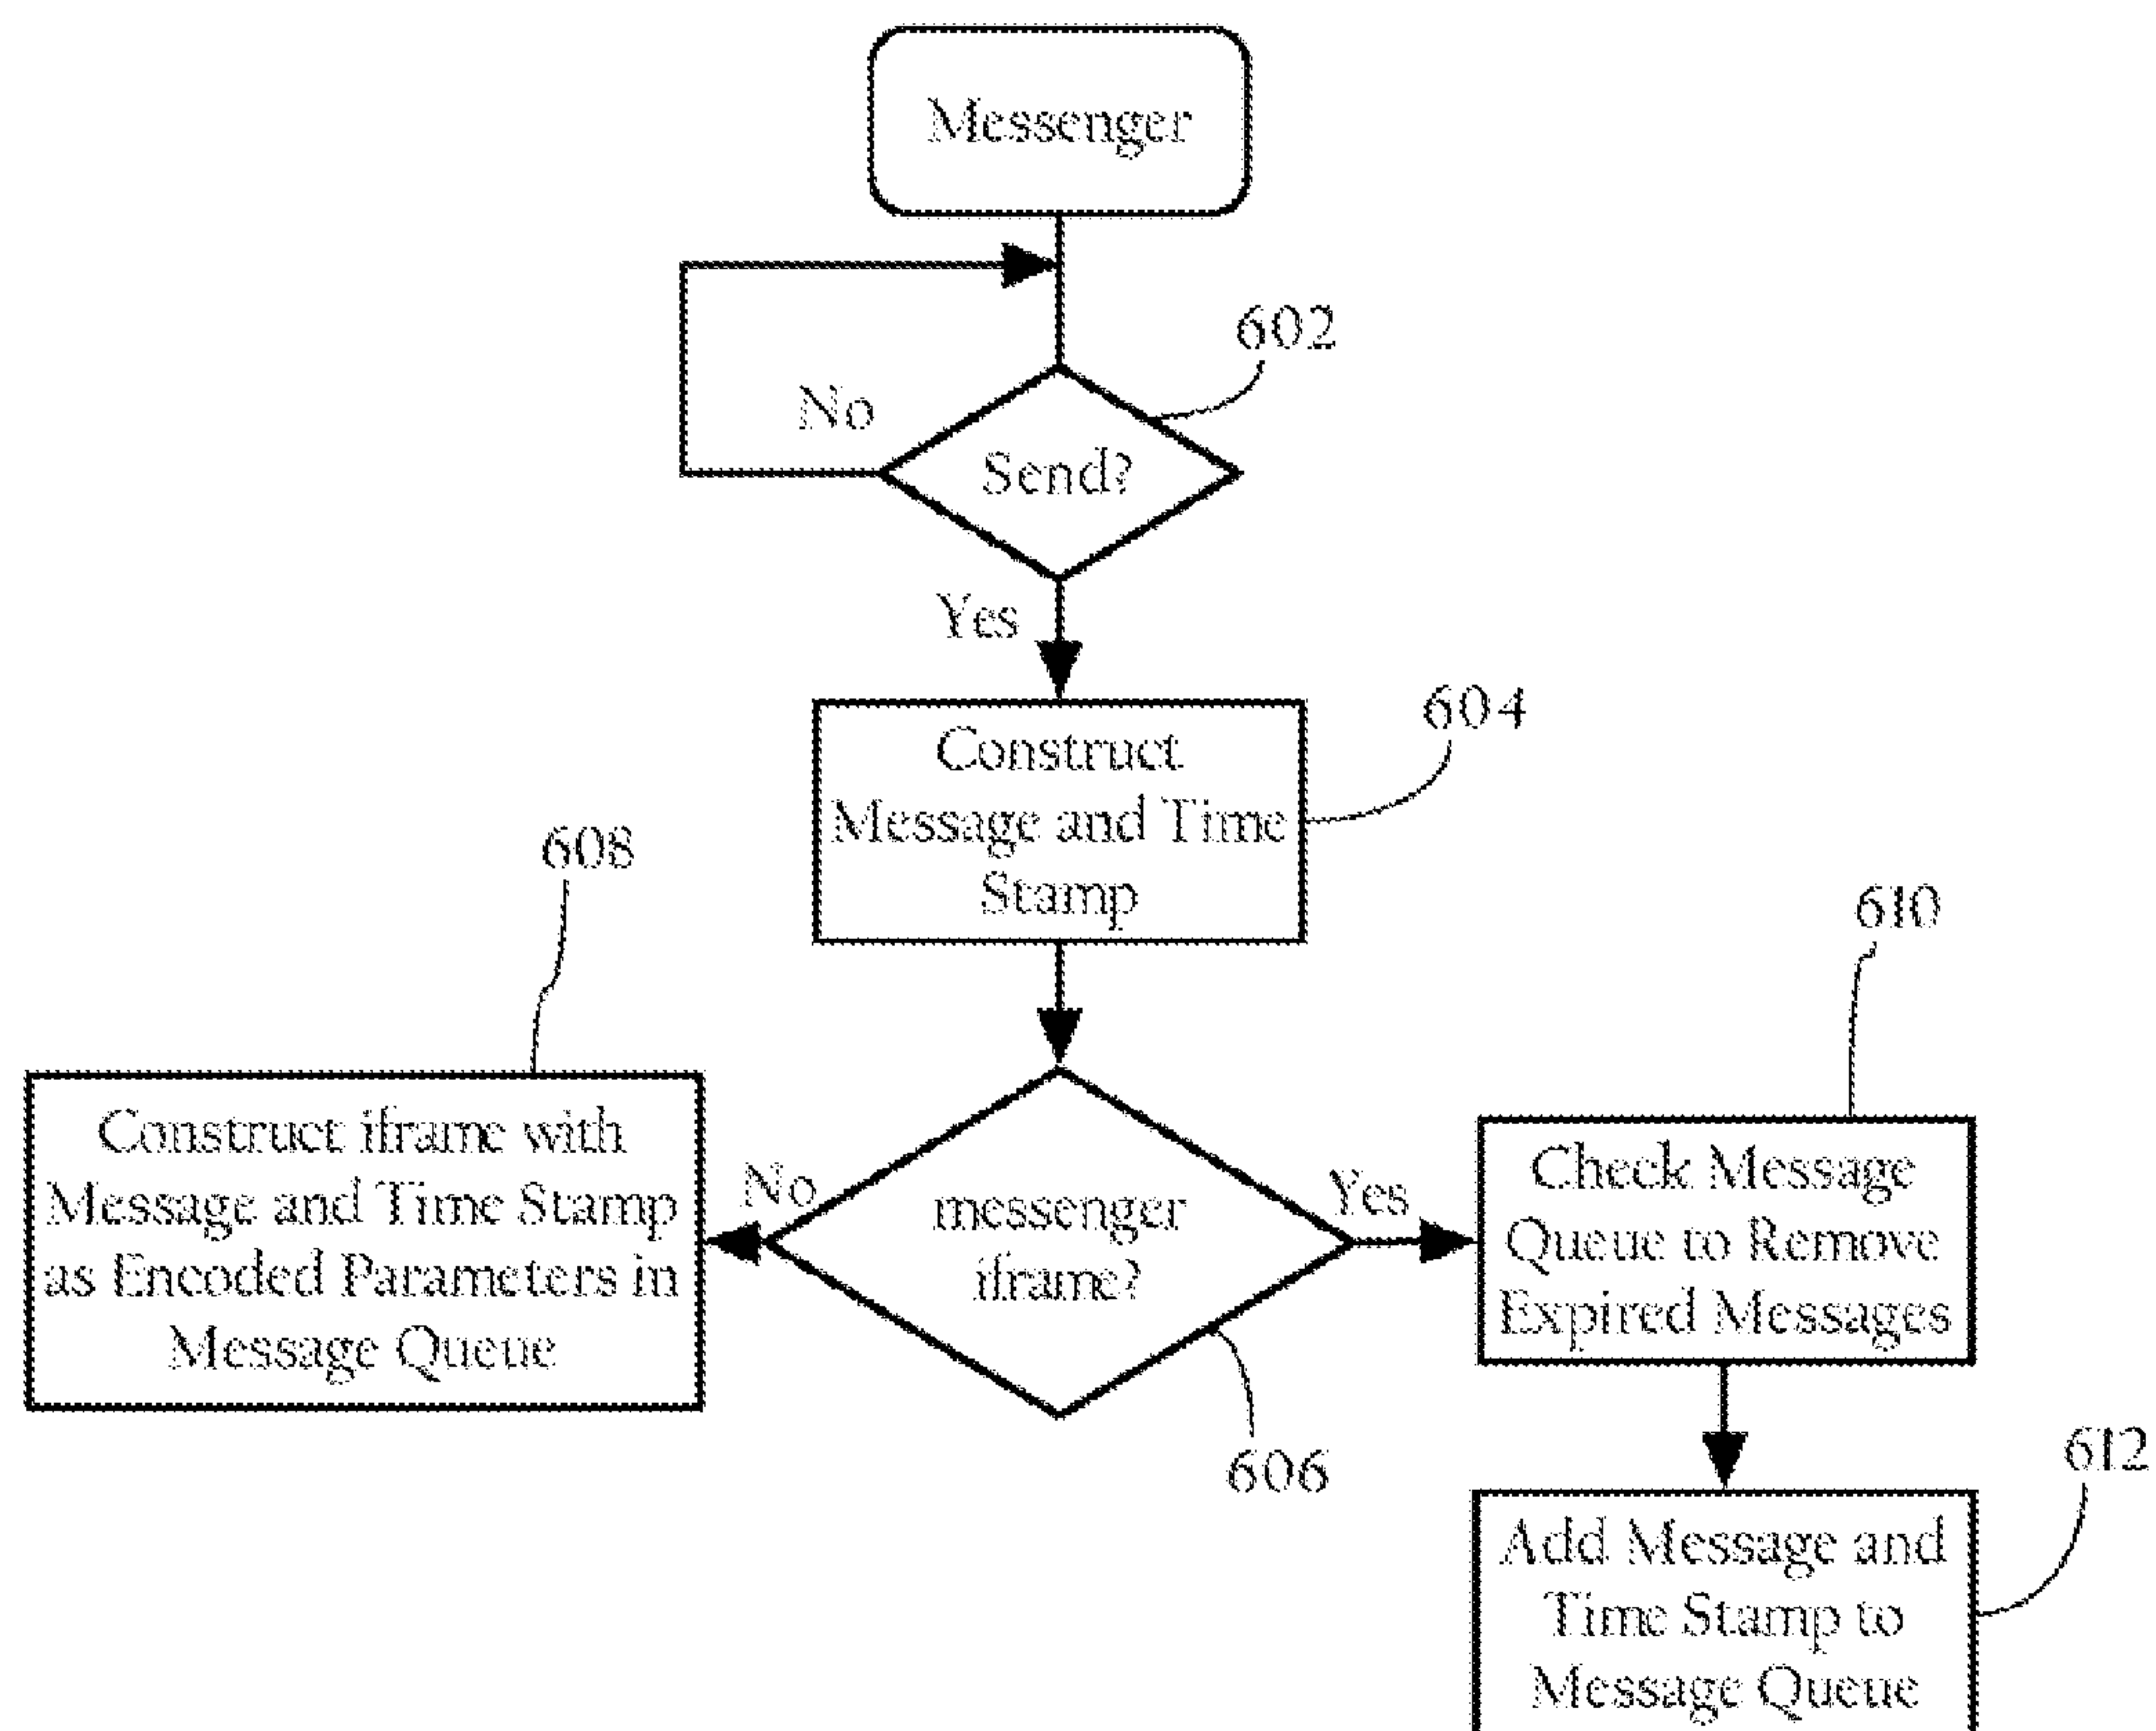 Messenger
602
No
Send?
Yes
604
Construct
Message and Time
Stamp
608
610
Construct iframe with
Message and Time Stamp
as Encoded Parameters in
Message Queue
No
messenger
iframe?
Yes
Check Message
Queue to Remove
Expired Messages
606
612
Add Message and
Time Stamp to
Message Queue